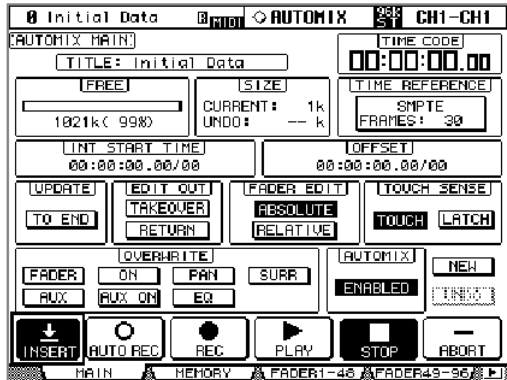 0 Initial Data MIDI AUTOMIX 96k ST CH1-CH1
AUTOMIX MAIN
TITLE: Initial Data
TIME CODE
00:00:00.00
FREE
1021k( 99%)
SIZE
CURRENT: 1k
UNDO: -- k
TIME REFERENCE
SMPTE
FRAMES: 30
INT START TIME
00:00:00.00/00
OFFSET
00:00:00.00/00
UPDATE
TO END
EDIT OUT
TAKEOVER
RETURN
FADER EDIT
ABSOLUTE
RELATIVE
TOUCH SENSE
TOUCH LATCH
OVERWRITE
FADER ON PAN SURR
AUX AUX ON EQ
AUTOMIX
ENABLED
NEW
UNDO
INSERT AUTO REC REC PLAY STOP ABORT
MAIN MEMORY FADER1-48 FADER49-96